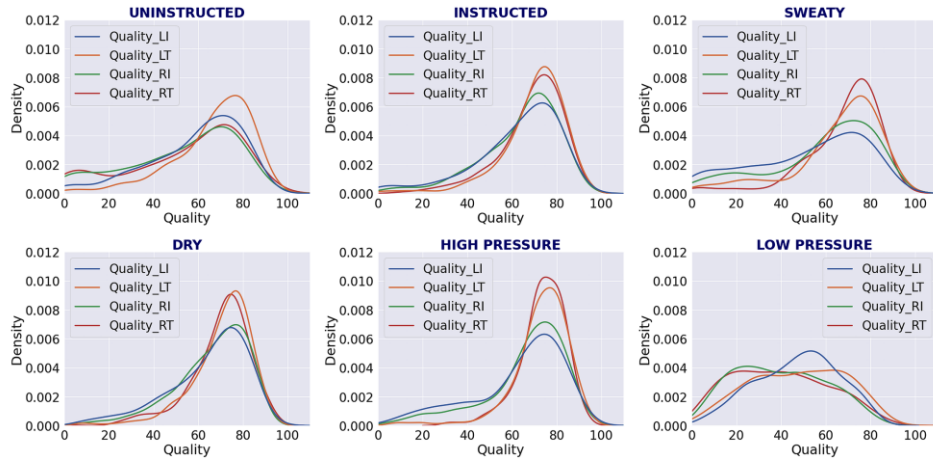 UNINSTRUCTED
0.012
0.010
0.008
0.006
0.004
0.002
0.000
Density
Quality_LI
Quality_LT
Quality_RI
Quality_RT
0 20 40 60 80 100
Quality
INSTRUCTED
0.012
0.010
0.008
0.006
0.004
0.002
0.000
Density
Quality_LI
Quality_LT
Quality_RI
Quality_RT
0 20 40 60 80 100
Quality
SWEATY
0.012
0.010
0.008
0.006
0.004
0.002
0.000
Density
Quality_LI
Quality_LT
Quality_RI
Quality_RT
0 20 40 60 80 100
Quality
DRY
0.012
0.010
0.008
0.006
0.004
0.002
0.000
Density
Quality_LI
Quality_LT
Quality_RI
Quality_RT
0 20 40 60 80 100
Quality
HIGH PRESSURE
0.012
0.010
0.008
0.006
0.004
0.002
0.000
Density
Quality_LI
Quality_LT
Quality_RI
Quality_RT
0 20 40 60 80 100
Quality
LOW PRESSURE
0.012
0.010
0.008
0.006
0.004
0.002
0.000
Density
Quality_LI
Quality_LT
Quality_RI
Quality_RT
0 20 40 60 80 100
Quality